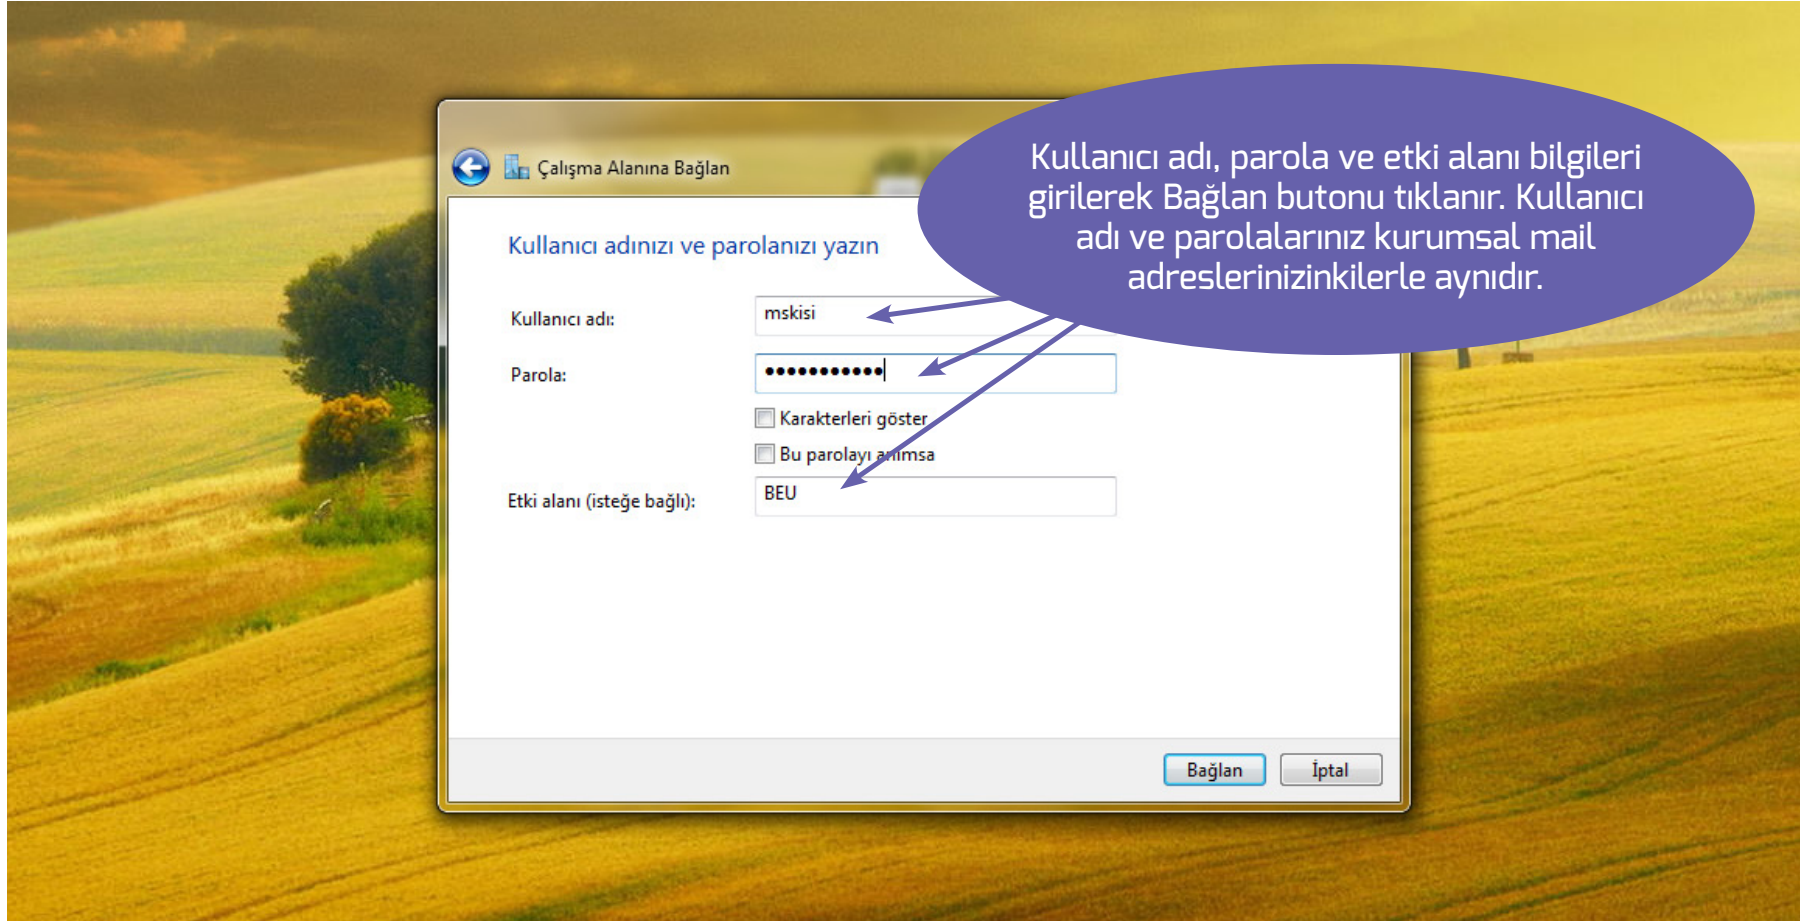 Çalışma Alanına Bağlan
Kullanıcı adı, parola ve etki alanı bilgileri
girilerek Bağlan butonu tıklanır. Kullanıcı
adı ve parolalarınız kurumsal mail
adreslerinizinkilerle aynıdır.
Kullanıcı adınızı ve parolanızı yazın
Kullanıcı adı: mskisi
Parola: •••••••••••
Karakterleri göster
Bu parolayı anımsa
Etki alanı (isteğe bağlı): BEU
Bağlan İptal